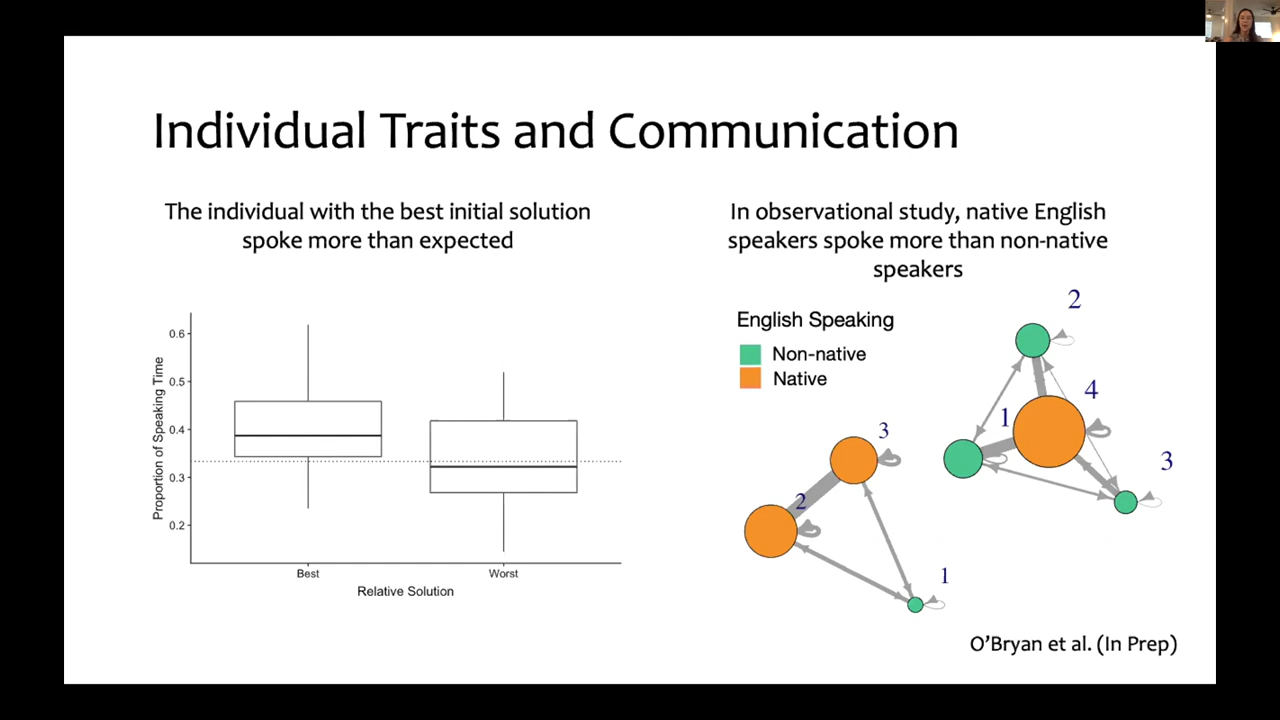 Individual Traits and Communication
The individual with the best initial solution
spoke more than expected
In observational study, native English
speakers spoke more than non-native
speakers
0.6
0.5
0.4
0.3
0.2
Proportion of Speaking Time
Best
Worst
Relative Solution
English Speaking
Non-native
Native
2
4
1
3
3
2
1
O’Bryan et al. (In Prep)